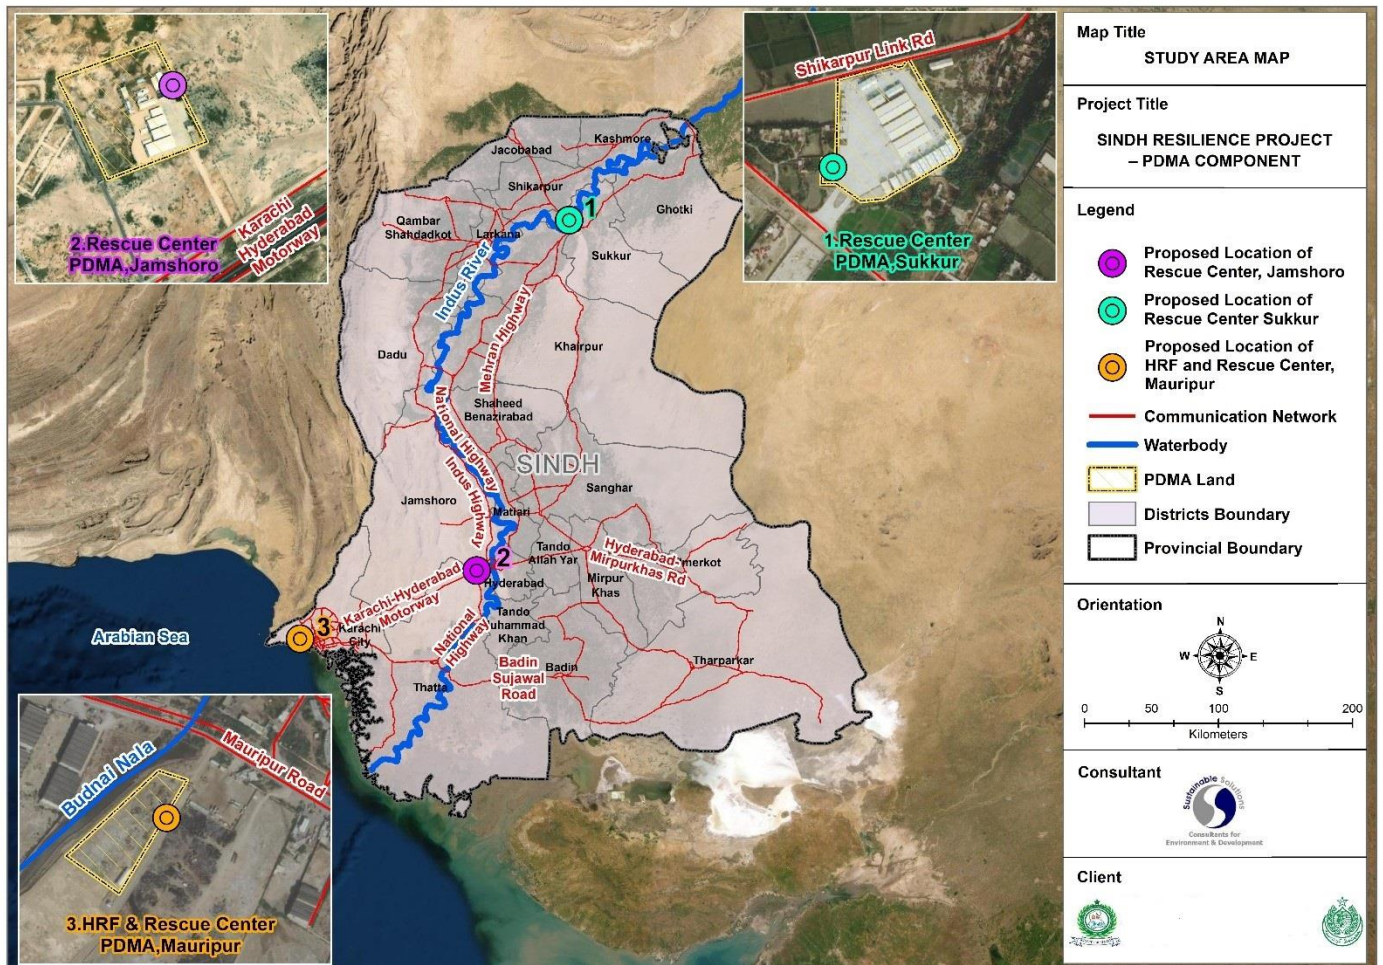 Shikarpur Link Rd
1.Rescue Center
PDMA,Sukkur
Karachi
Hyderabad
Motorway
2.Rescue Center
PDMA,Jamshoro
Kashmore
Jacobabad
Shikarpur
1
Ghotki
Qambar
Shahdadkot
Larkana
Sukkur
Indus River
Mehran Highway
Dadu
Khairpur
National Highway
Shaheed
Benazirabad
SINDH
Indus Highway
Sanghar
Jamshoro
Matiari
2
Tando
Allah Yar
Hyderabad-
Mirpurkhas Rd
merkot
Mirpur
Khas
Hyderabad
Karachi-Hyderabad
Motorway
Tando
uhammad
Khan
National
Highway
3
Karachi
City
Arabian Sea
Badin
Sujawal
Road
Badin
Tharparkar
Thatta
Budnai Nala
Mauripur Road
3.HRF & Rescue Center
PDMA,Mauripur
Map Title
STUDY AREA MAP
Project Title
SINDH RESILIENCE PROJECT
– PDMA COMPONENT
Legend
Proposed Location of
Rescue Center, Jamshoro
Proposed Location of
Rescue Center Sukkur
Proposed Location of
HRF and Rescue Center,
Mauripur
Communication Network
Waterbody
PDMA Land
Districts Boundary
Provincial Boundary
Orientation
N
W E
S
0 50 100 200
Kilometers
Consultant
Sustainable Solutions
Consultants for
Environment & Development
Client